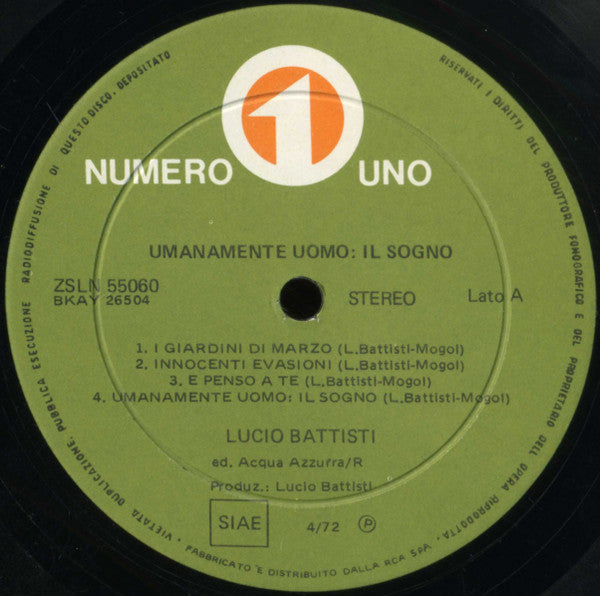 NUMERO 1 UNO
UMANAMENTE UOMO: IL SOGNO
ZSLN 55060
BKAY 26504
STEREO
Lato A
1. I GIARDINI DI MARZO (L.Battisti-Mogol)
2. INNOCENTI EVASIONI (L.Battisti-Mogol)
3. E PENSO A TE (L.Battisti-Mogol)
4. UMANAMENTE UOMO: IL SOGNO (L.Battisti-Mogol)
LUCIO BATTISTI
ed. Acqua Azzurra/R
Produz.: Lucio Battisti
SIAE
4/72 Ⓟ
RISERVATI I DIRITTI DEL PRODUTTORE FONOGRAFICO E DEL PROPRIETARIO DELL'OPERA RIPRODOTTA - VIETATA DUPLICAZIONE, PUBBLICA ESECUZIONE RADIODIFFUSIONE DI QUESTO DISCO. DEPOSITATO
FABBRICATO E DISTRIBUITO DALLA RCA SpA -